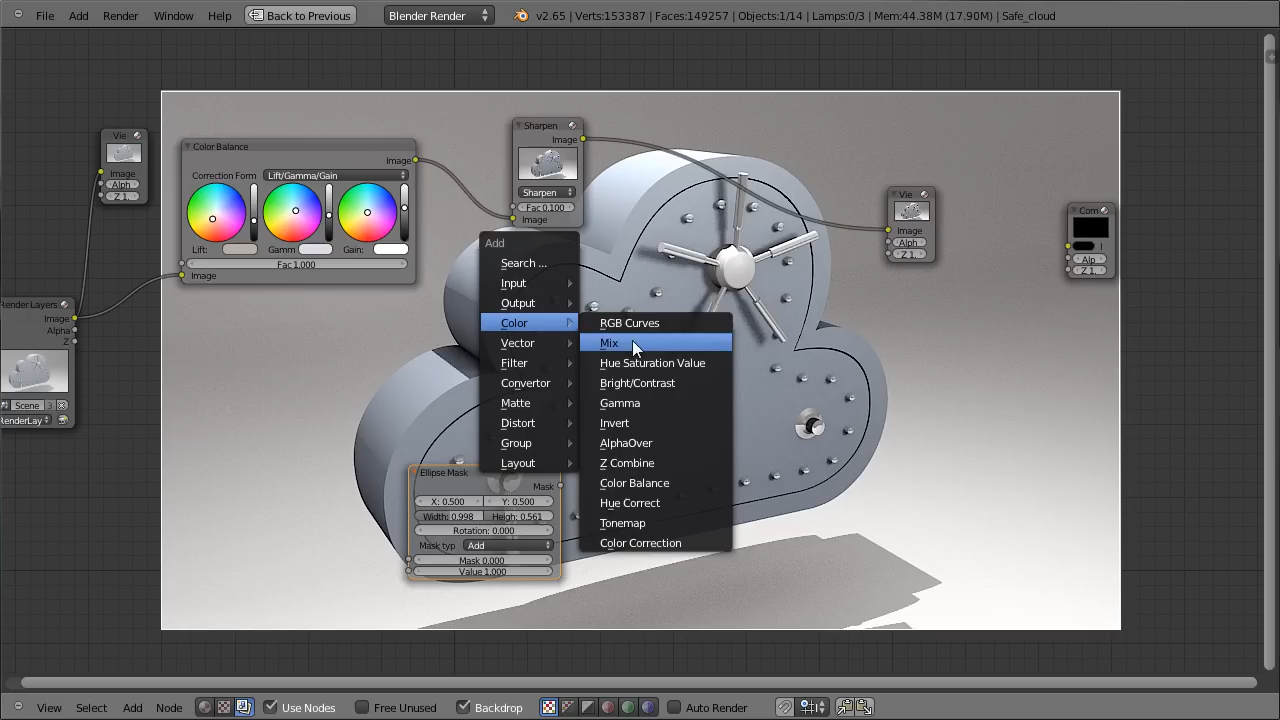 File Add Render Window Help Back to Previous Blender Render v2.65 | Verts:153387 | Faces:149257 | Objects:1/14 | Lamps:0/3 | Mem:44.38M (17.90M) | Safe_cloud
Vie
Image
Alph
Z 1.
Color Balance
Image
Correction Form Lift/Gamma/Gain
Lift: Gamm Gain:
Fac 1.000
Image
Sharpen
Image
Sharpen
Fac 0.100
Image
Vie
Image
Alph
Z 1.
Com
I
Alp
Z 1.
Render Layers
Image
Alpha
Z
Scene 3
RenderLay
Add
Search ...
Input
Output
Color
Vector
Filter
Convertor
Matte
Distort
Group
Layout
RGB Curves
Mix
Hue Saturation Value
Bright/Contrast
Gamma
Invert
AlphaOver
Z Combine
Color Balance
Hue Correct
Tonemap
Color Correction
Ellipse Mask
Mask
X: 0.500 Y: 0.500
Width: 0.998 Heigh: 0.561
Rotation: 0.000
Mask typ Add
Mask 0.000
Value 1.000
View Select Add Node Use Nodes Free Unused Backdrop Auto Render